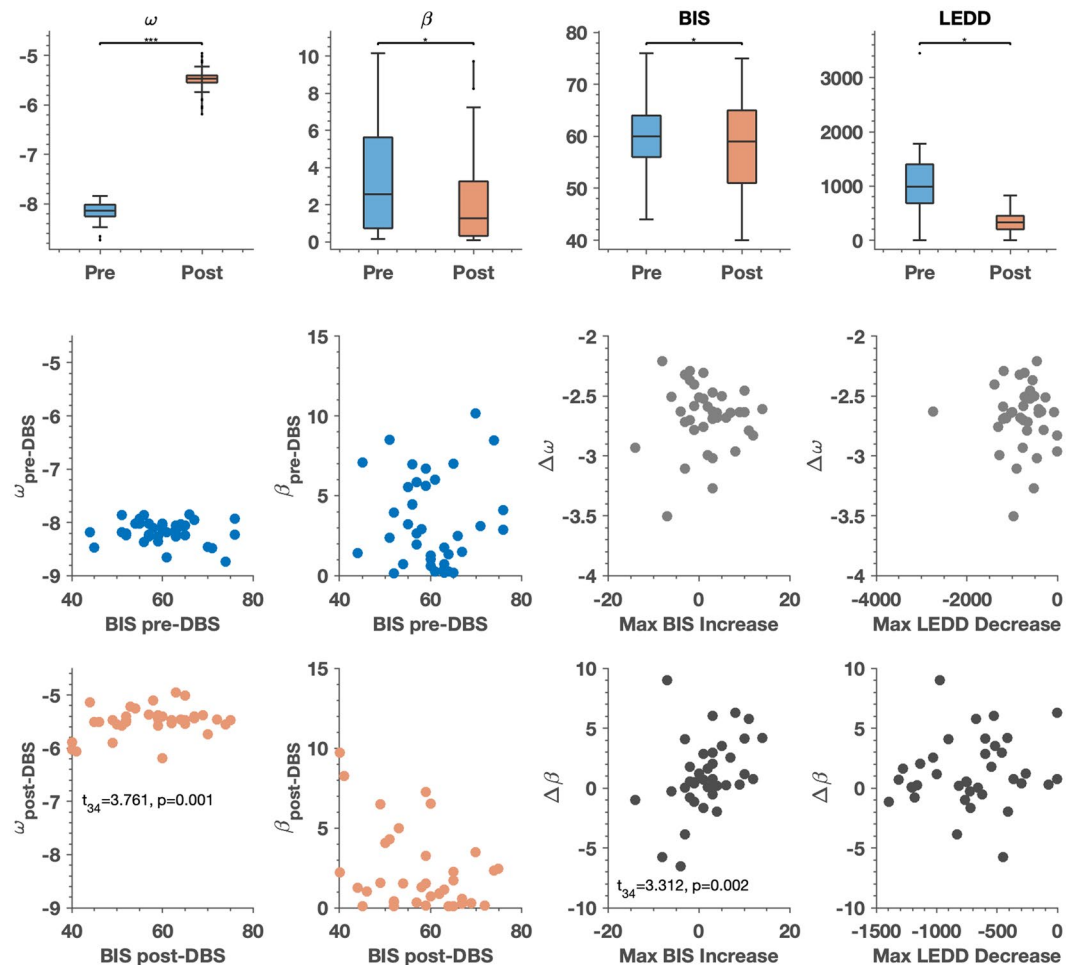 ω β BIS LEDD
*** * * *
-5 10 80 3000
-6 8 70 2000
-7 6 60 1000
-8 4 50 0
2 40
0
Pre Post Pre Post Pre Post Pre Post
15 -2 -2
-5
-6 10 -2.5 -2.5
-7 -3 -3
-8 5 -3.5 -3.5
-9 0 -4 -4
ωpre-DBS βpre-DBS Δω Δω
40 60 80 40 60 80 -20 0 20 -4000 -2000 0
BIS pre-DBS BIS pre-DBS Max BIS Increase Max LEDD Decrease
15 10 10
-5
-6 10 5 5
-7 0 0
-8 5 -5 -5
-9 0 -10 -10
ωpost-DBS βpost-DBS Δβ Δβ
t34=3.761, p=0.001
t34=3.312, p=0.002
40 60 80 40 60 80 -20 0 20 -1500 -1000 -500 0
BIS post-DBS BIS post-DBS Max BIS Increase Max LEDD Decrease